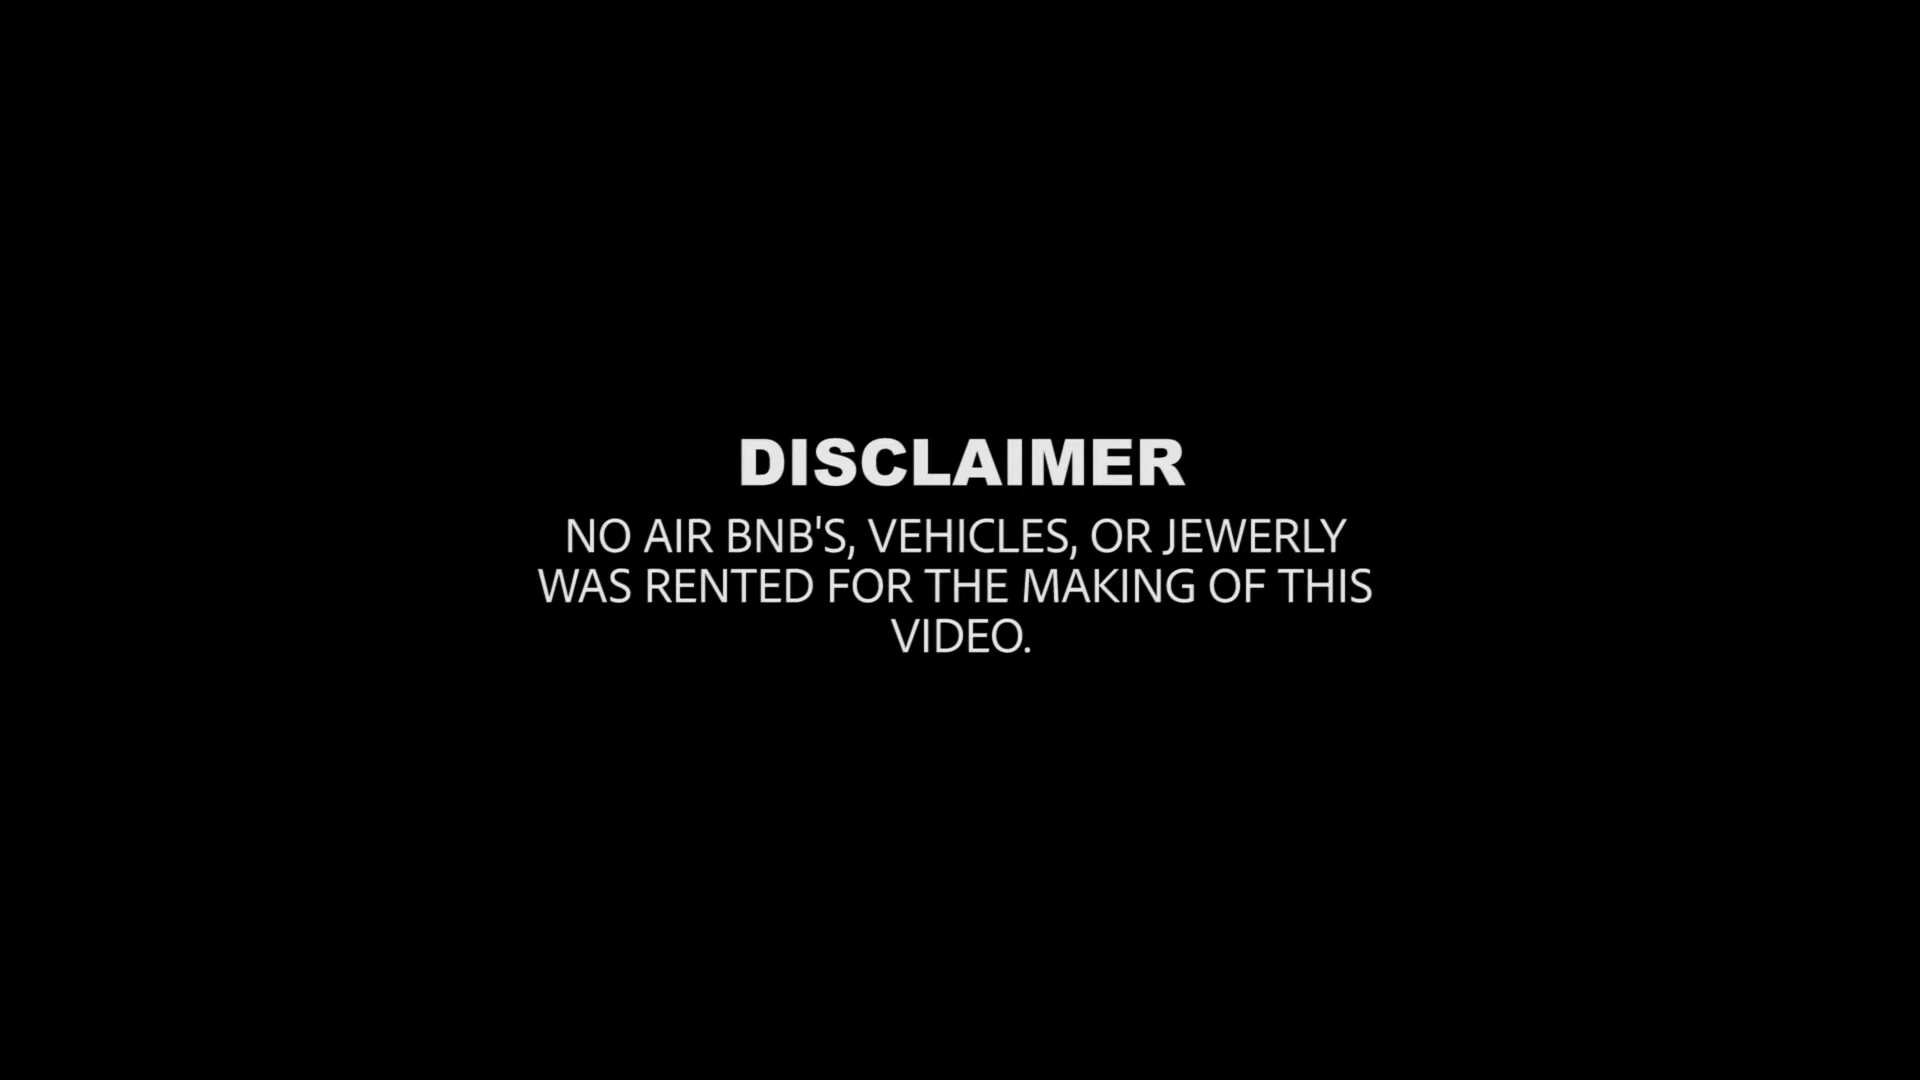 DISCLAIMER
NO AIR BNB'S, VEHICLES, OR JEWERLY
WAS RENTED FOR THE MAKING OF THIS
VIDEO.